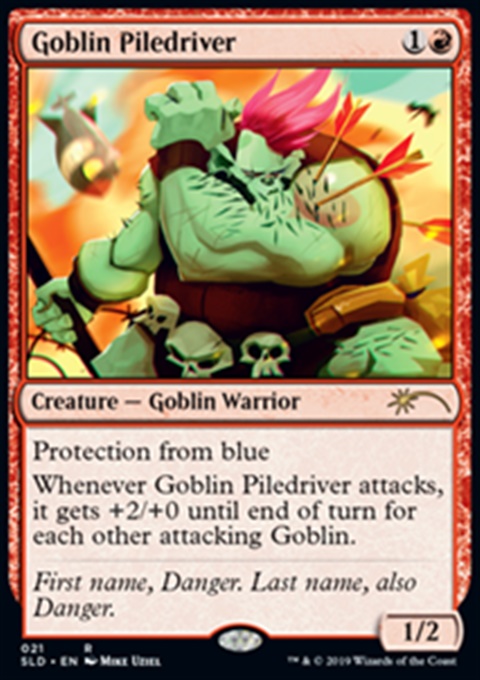 Goblin Piledriver 1
Creature — Goblin Warrior
Protection from blue
Whenever Goblin Piledriver attacks,
it gets +2/+0 until end of turn for
each other attacking Goblin.
First name, Danger. Last name, also
Danger.
1/2
021 R
SLD • EN Mike Uziel
™ & © 2019 Wizards of the Coast